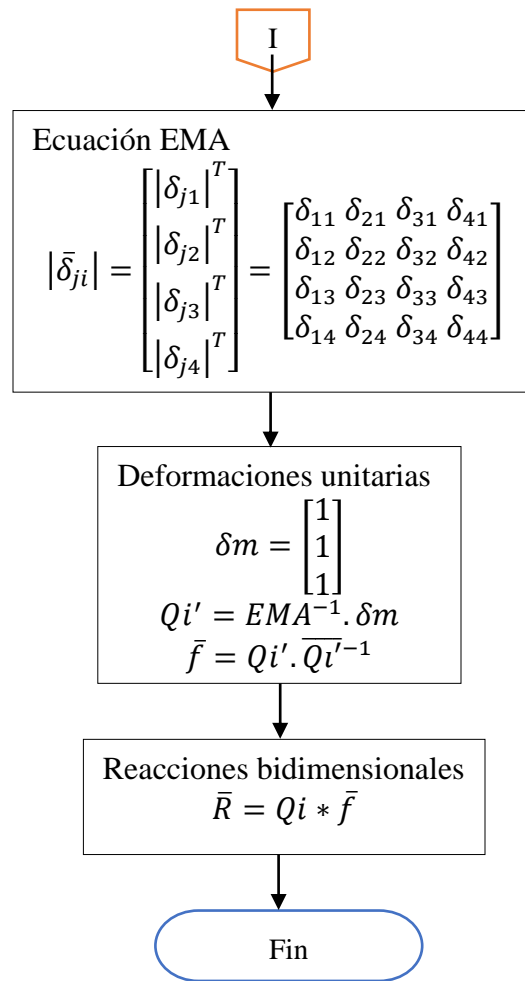 I
Ecuación EMA
|δ̄ji| = [|δj1|^T |δj2|^T |δj3|^T |δj4|^T] = [δ11 δ21 δ31 δ41
δ12 δ22 δ32 δ42
δ13 δ23 δ33 δ43
δ14 δ24 δ34 δ44]
Deformaciones unitarias
δm = [1 1 1]
Qi′ = EMA⁻¹. δm
f̄ = Qi′. Q̅ı̅′̅⁻¹
Reacciones bidimensionales
R̄ = Qi ∗ f̄
Fin